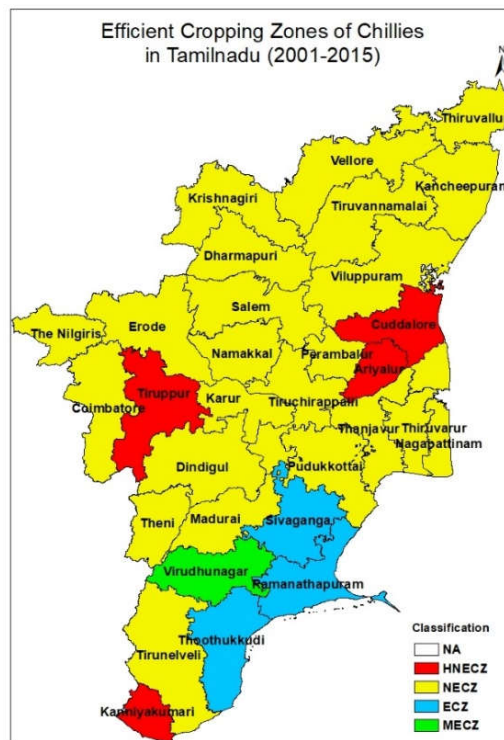 Efficient Cropping Zones of Chillies
in Tamilnadu (2001-2015)
N
Thiruvallur
Vellore
Kancheepuram
Krishnagiri
Tiruvannamalai
Dharmapuri
Viluppuram
Salem
Cuddalore
The Nilgiris
Erode
Namakkal
Perambalur
Ariyalur
Tiruppur
Karur
Tiruchirappalli
Coimbatore
Thanjavur
Thiruvarur
Nagapattinam
Dindigul
Pudukkottai
Theni
Madurai
Sivaganga
Virudhunagar
Ramanathapuram
Thoothukkudi
Tirunelveli
Kanniyakumari
Classification
NA
HNECZ
NECZ
ECZ
MECZ